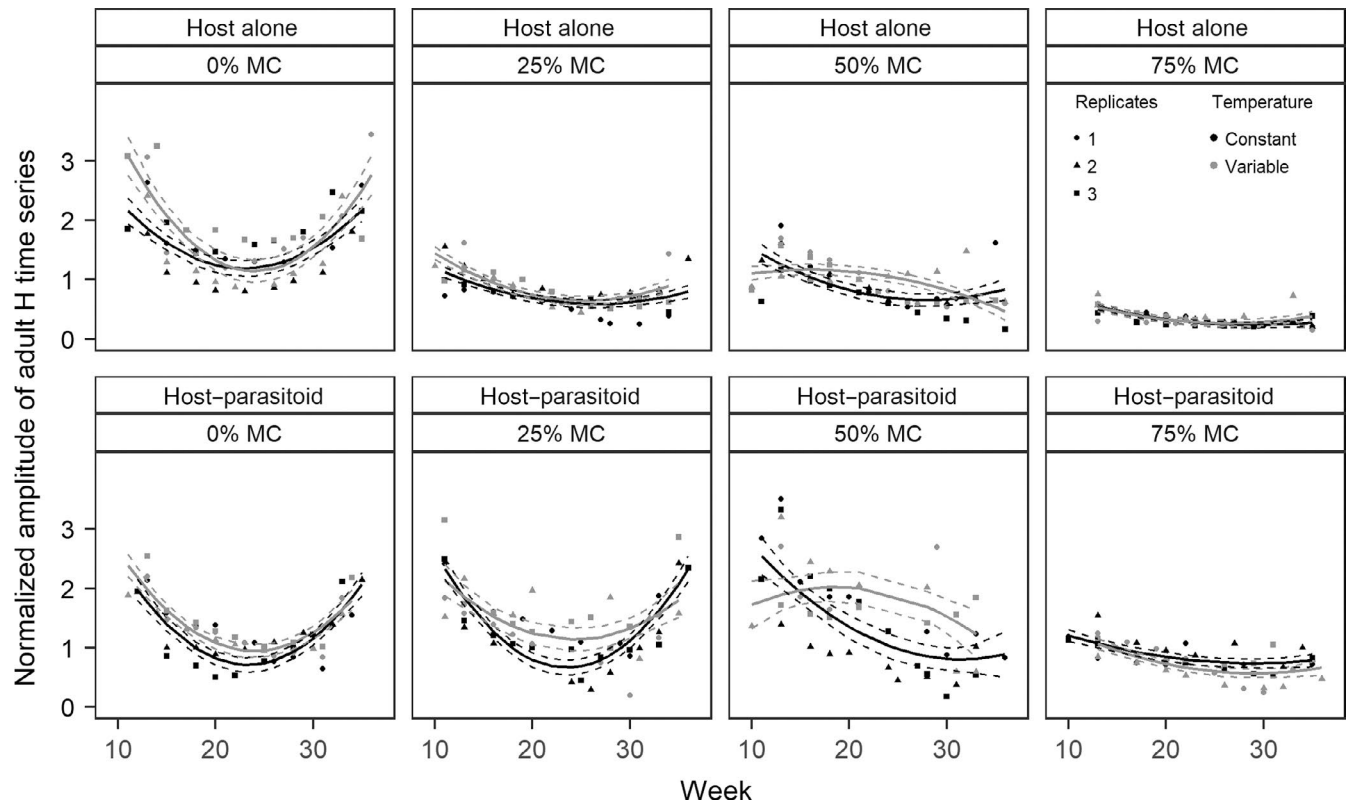 Host alone
Host alone
Host alone
Host alone
0% MC
25% MC
50% MC
75% MC
Replicates
Temperature
1
Constant
2
Variable
3
3
2
1
0
Host–parasitoid
Host–parasitoid
Host–parasitoid
Host–parasitoid
0% MC
25% MC
50% MC
75% MC
3
2
1
0
10 20 30
10 20 30
10 20 30
10 20 30
Week
Normalized amplitude of adult H time series